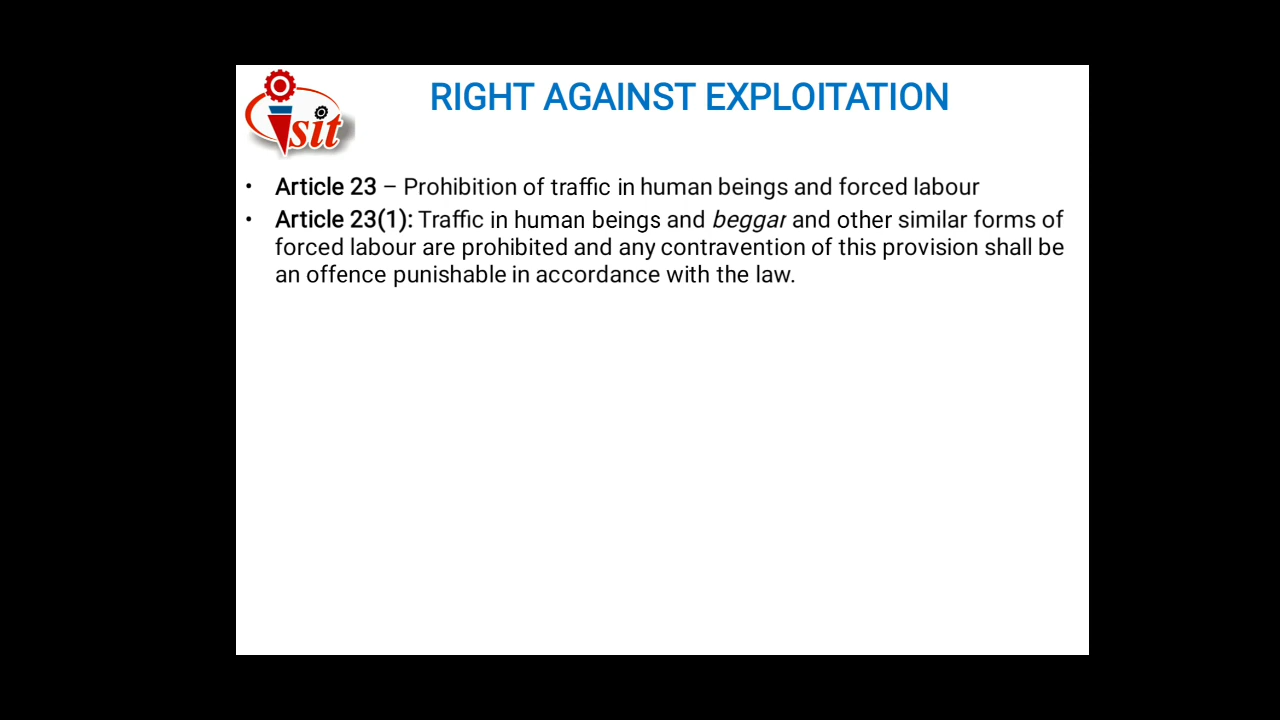 isit
RIGHT AGAINST EXPLOITATION
• Article 23 – Prohibition of traffic in human beings and forced labour
• Article 23(1): Traffic in human beings and beggar and other similar forms of
forced labour are prohibited and any contravention of this provision shall be
an offence punishable in accordance with the law.